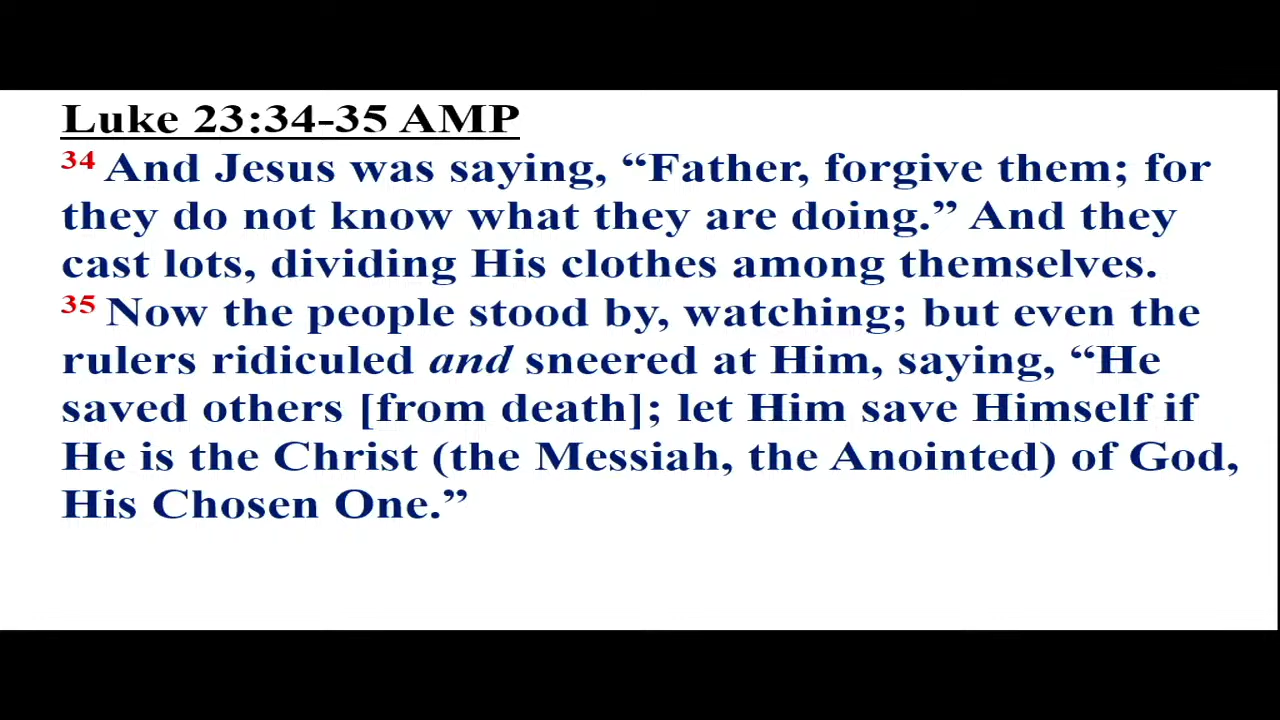 Luke 23:34-35 AMP
34 And Jesus was saying, “Father, forgive them; for
they do not know what they are doing.” And they
cast lots, dividing His clothes among themselves.
35 Now the people stood by, watching; but even the
rulers ridiculed and sneered at Him, saying, “He
saved others [from death]; let Him save Himself if
He is the Christ (the Messiah, the Anointed) of God,
His Chosen One.”